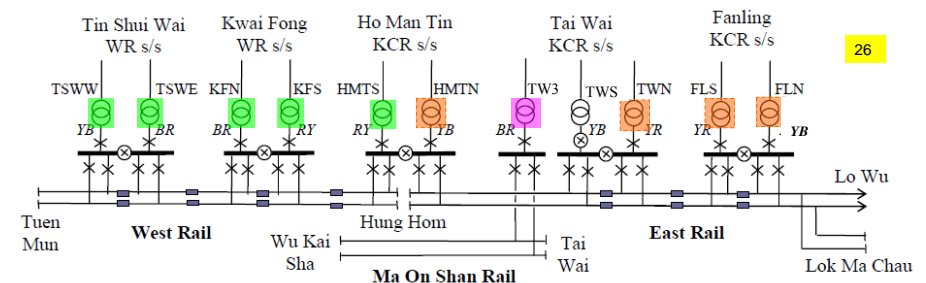 Tin Shui Wai
WR s/s
Kwai Fong
WR s/s
Ho Man Tin
KCR s/s
Tai Wai
KCR s/s
Fanling
KCR s/s
26
TSWW
TSWE
KFN
KFS
HMTS
HMTN
TW3
TWS
TWN
FLS
FLN
YB
BR
BR
RY
RY
YB
BR
YB
YR
YR
YB
Lo Wu
Tuen
Mun
West Rail
Hung Hom
East Rail
Wu Kai
Sha
Tai
Wai
Lok Ma Chau
Ma On Shan Rail